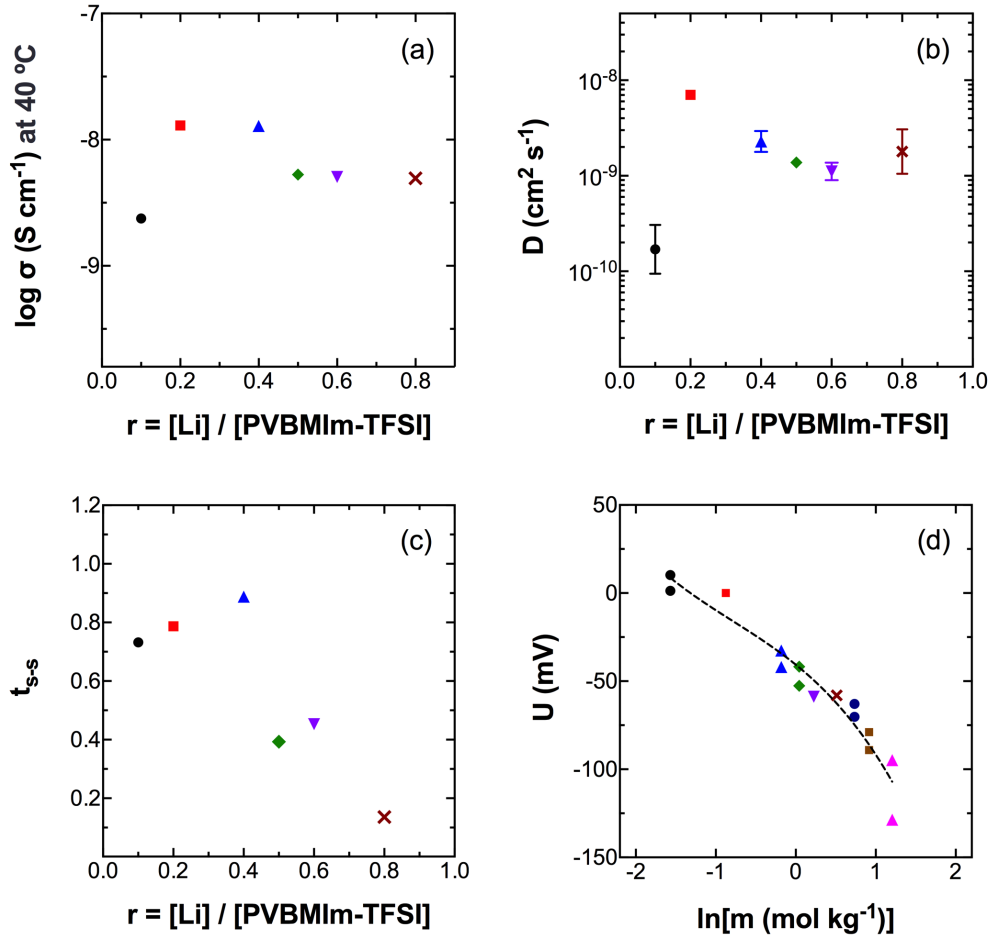 (a)
log σ (S cm⁻¹) at 40 ºC
-7
-8
-9
0.0 0.2 0.4 0.6 0.8
r = [Li] / [PVBMIm-TFSI]
(b)
D (cm² s⁻¹)
10⁻⁸
10⁻⁹
10⁻¹⁰
0.0 0.2 0.4 0.6 0.8 1.0
r = [Li] / [PVBMIm-TFSI]
(c)
tₛ₋ₛ
1.2
1.0
0.8
0.6
0.4
0.2
0.0 0.2 0.4 0.6 0.8 1.0
r = [Li] / [PVBMIm-TFSI]
(d)
U (mV)
50
0
-50
-100
-150
-2 -1 0 1 2
ln[m (mol kg⁻¹)]